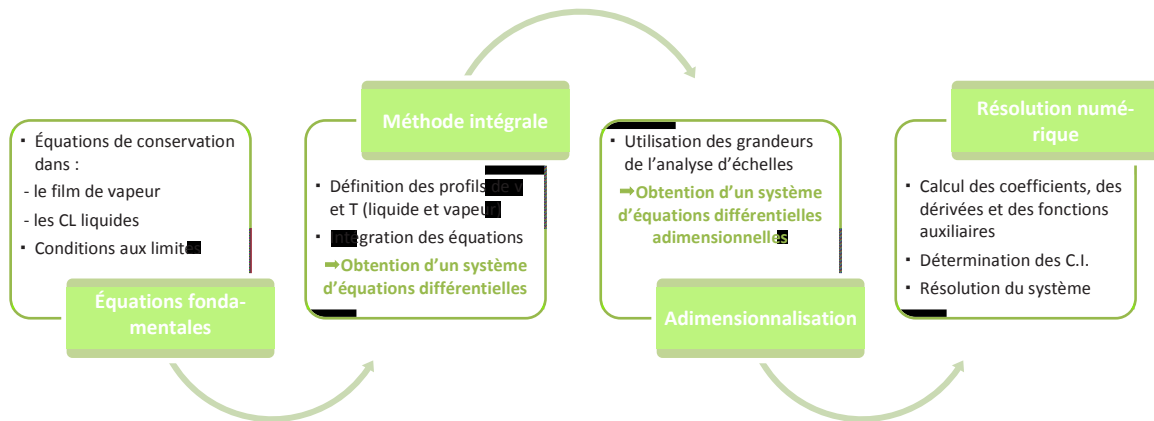 ▪ Équations de conservation
dans :
- le film de vapeur
- les CL liquides
▪ Conditions aux limites
Équations fonda-
mentales
Méthode intégrale
▪ Définition des profils de v
et T (liquide et vapeur)
▪ Intégration des équations
➡Obtention d’un système
d’équations différentielles
▪ Utilisation des grandeurs
de l’analyse d’échelles
➡Obtention d’un système
d’équations différentielles
adimensionnelles
Adimensionnalisation
Résolution numé-
rique
▪ Calcul des coefficients, des
dérivées et des fonctions
auxiliaires
▪ Détermination des C.I.
▪ Résolution du système